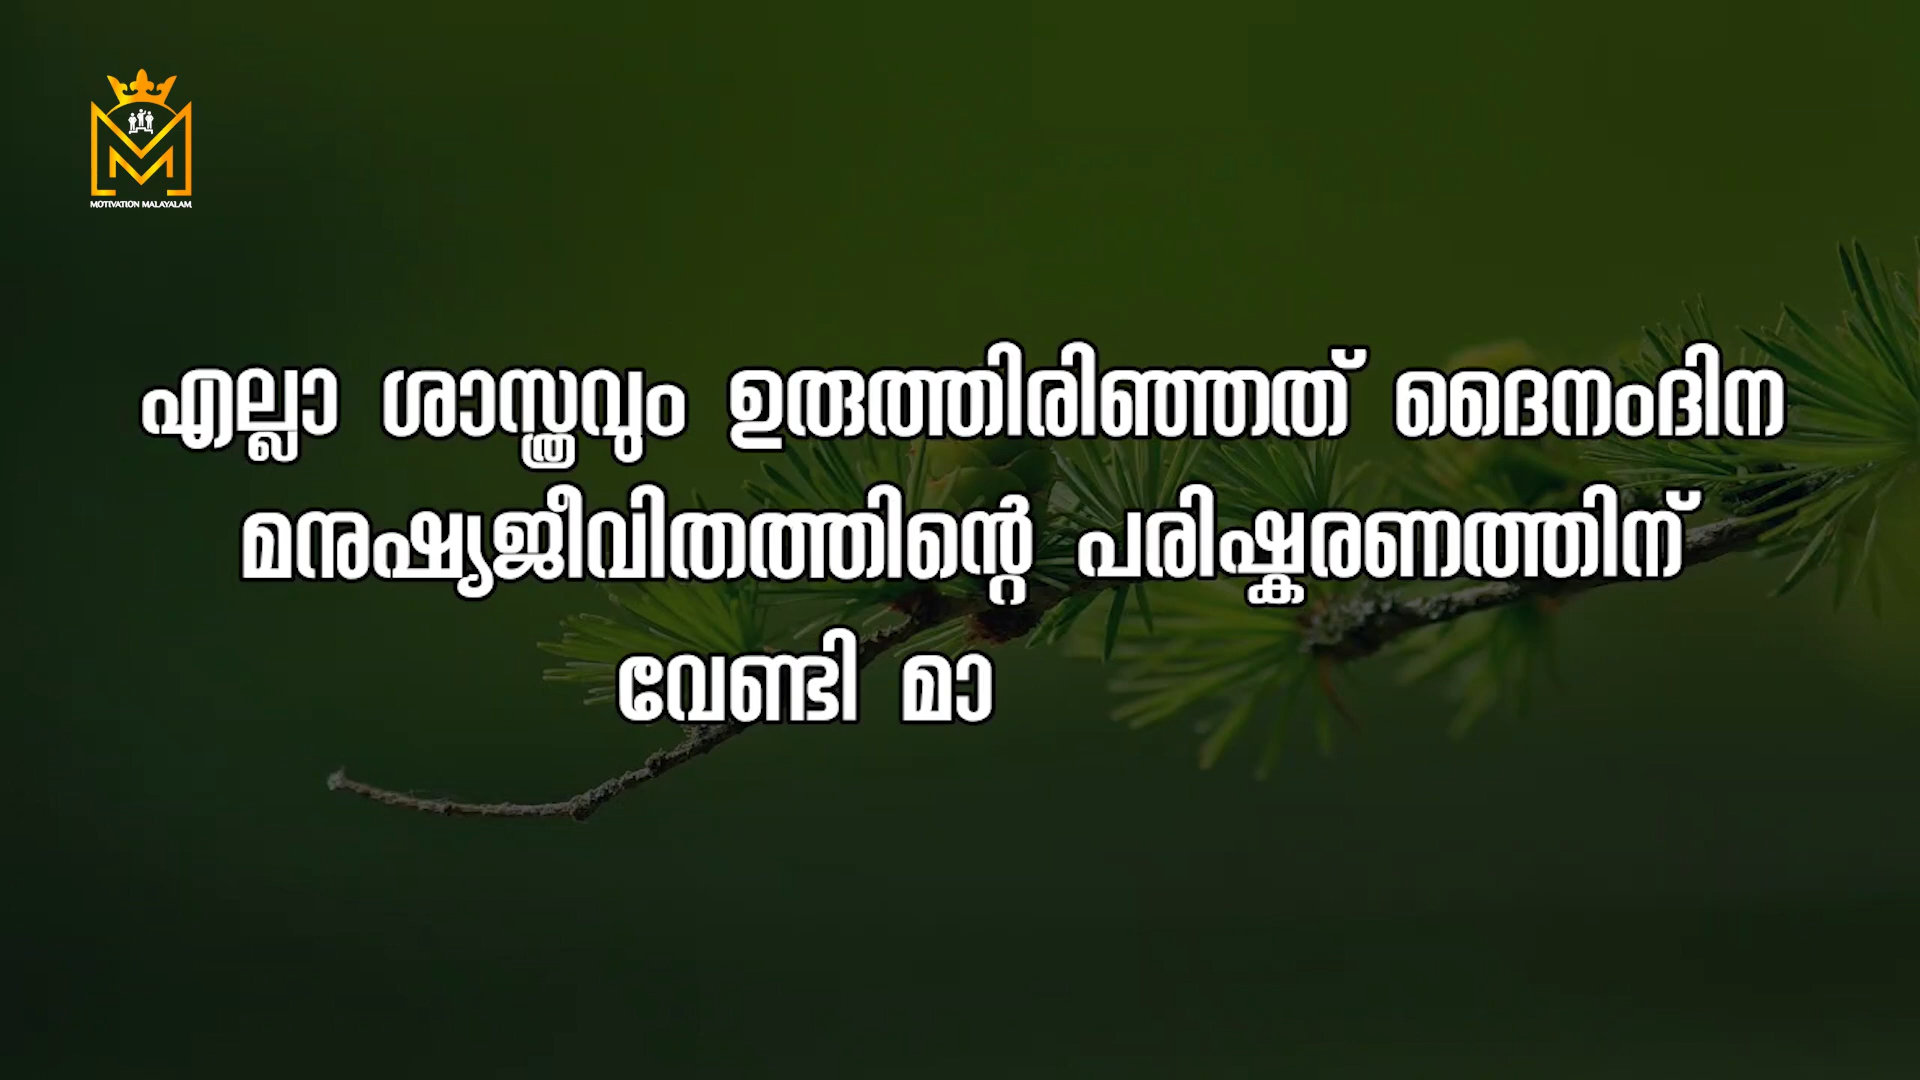 MOTIVATION MALAYALAM
എല്ലാ ശാസ്ത്രവും ഉരുത്തിരിഞ്ഞത് ദൈനംദിന
മനുഷ്യജീവിതത്തിന്റെ പരിഷ്കരണത്തിന്
വേണ്ടി മാ